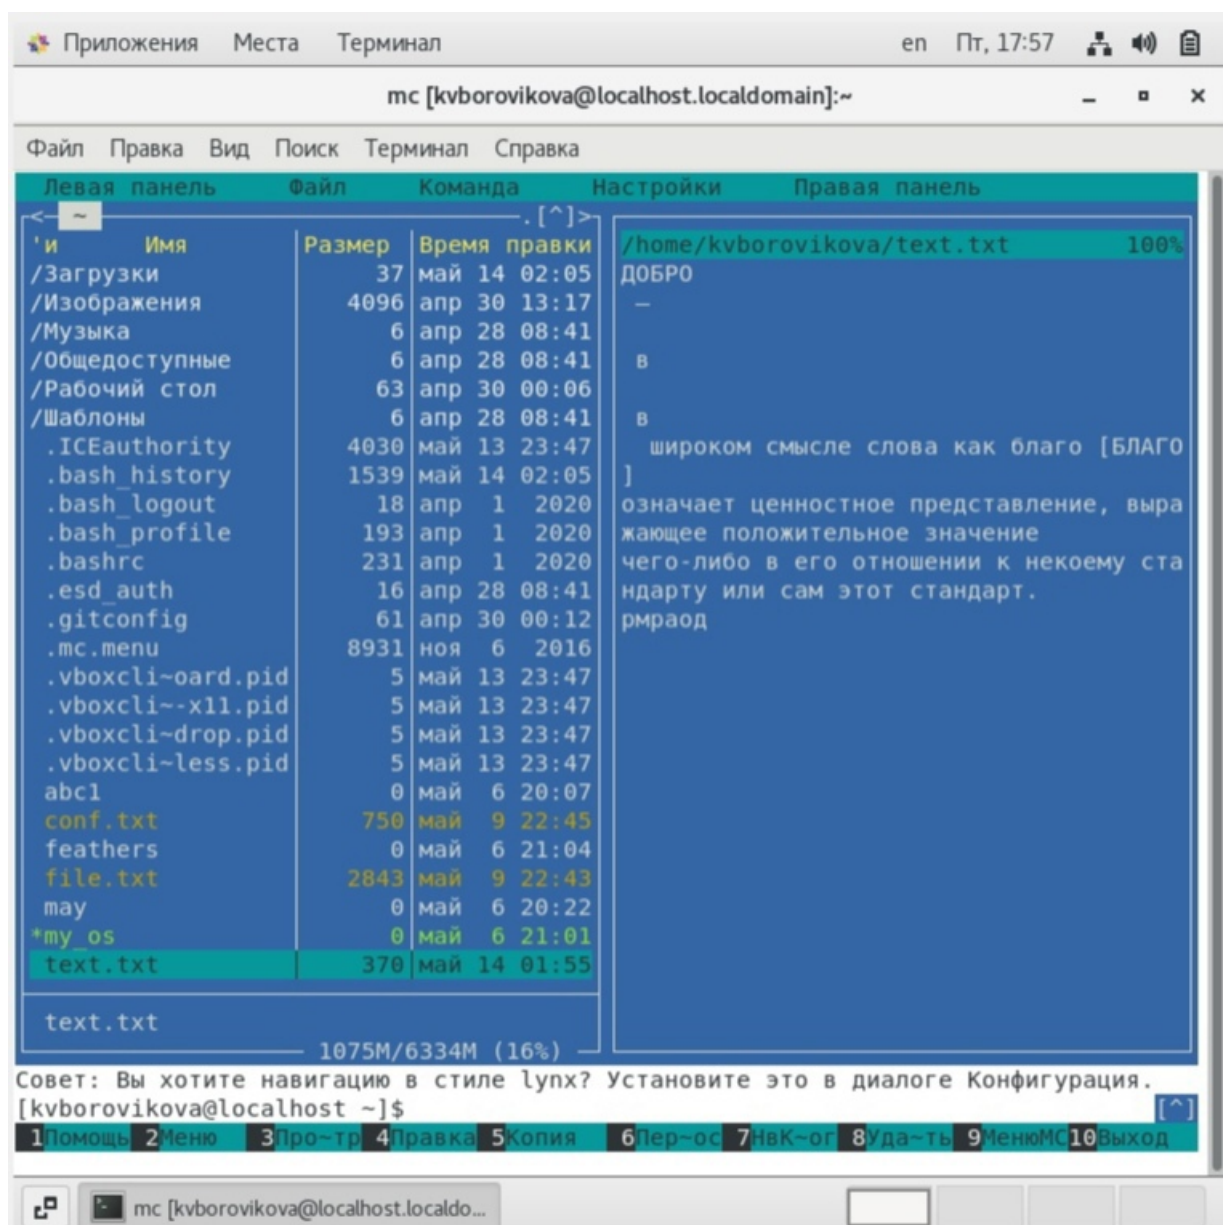 Приложения Места Терминал en Пт, 17:57
mc [kvborovikova@localhost.localdomain]:~
Файл Правка Вид Поиск Терминал Справка
Левая панель Файл Команда Настройки Правая панель
<— ~ .[^]>
'и Имя Размер Время правки /home/kvborovikova/text.txt 100%
/Загрузки 37 май 14 02:05 ДОБРО
/Изображения 4096 апр 30 13:17 —
/Музыка 6 апр 28 08:41
/Общедоступные 6 апр 28 08:41 в
/Рабочий стол 63 апр 30 00:06
/Шаблоны 6 апр 28 08:41 в
.ICEauthority 4030 май 13 23:47 широком смысле слова как благо [БЛАГО
.bash_history 1539 май 14 02:05 ]
.bash_logout 18 апр 1 2020 означает ценностное представление, выра
.bash_profile 193 апр 1 2020 жающее положительное значение
.bashrc 231 апр 1 2020 чего-либо в его отношении к некоему ста
.esd_auth 16 апр 28 08:41 ндарту или сам этот стандарт.
.gitconfig 61 апр 30 00:12 рмраод
.mc.menu 8931 ноя 6 2016
.vboxcli~oard.pid 5 май 13 23:47
.vboxcli~-x11.pid 5 май 13 23:47
.vboxcli~drop.pid 5 май 13 23:47
.vboxcli~less.pid 5 май 13 23:47
abc1 0 май 6 20:07
conf.txt 750 май 9 22:45
feathers 0 май 6 21:04
file.txt 2843 май 9 22:43
may 0 май 6 20:22
*my_os 0 май 6 21:01
text.txt 370 май 14 01:55
text.txt
1075M/6334M (16%)
Совет: Вы хотите навигацию в стиле lynx? Установите это в диалоге Конфигурация.
[kvborovikova@localhost ~]$ [^]
1Помощь 2Меню 3Про~тр 4Правка 5Копия 6Пер~ос 7НвК~ог 8Уда~ть 9МенюМС 10Выход
mc [kvborovikova@localhost.localdo...